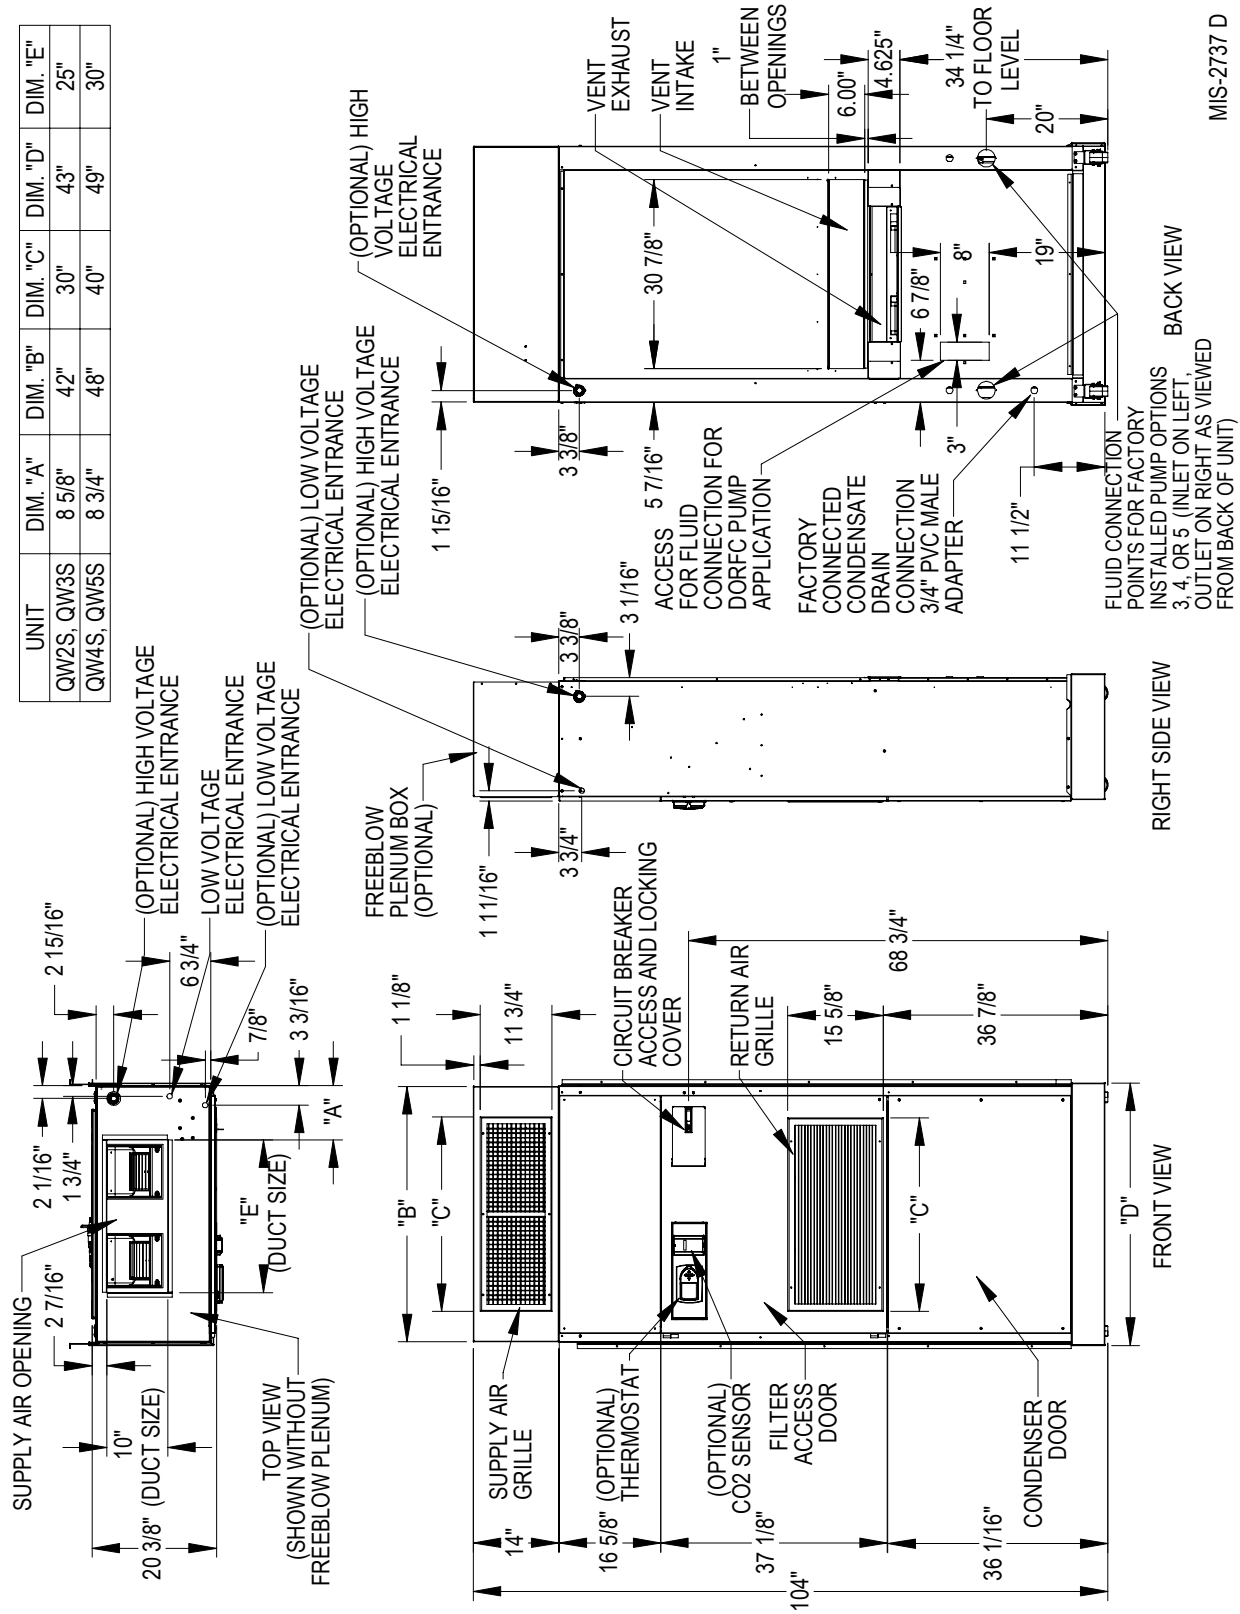 UNIT DIM. "A" DIM. "B" DIM. "C" DIM. "D" DIM. "E"
QW2S, QW3S 8 5/8" 42" 30" 43" 25"
QW4S, QW5S 8 3/4" 48" 40" 49" 30"
SUPPLY AIR OPENING
2 7/16"
10"
(DUCT SIZE)
20 3/8"
TOP VIEW
(SHOWN WITHOUT
FREEBLOW PLENUM)
2 1/16"
1 3/4"
"E"
(DUCT SIZE)
"A"
2 15/16"
(OPTIONAL) HIGH VOLTAGE
ELECTRICAL ENTRANCE
6 3/4"
LOW VOLTAGE
ELECTRICAL ENTRANCE
(OPTIONAL) LOW VOLTAGE
ELECTRICAL ENTRANCE
7/8"
3 3/16"
14"
16 5/8"
37 1/8"
36 1/16"
104"
SUPPLY AIR
GRILLE
(OPTIONAL)
THERMOSTAT
(OPTIONAL)
CO2 SENSOR
FILTER
ACCESS
DOOR
CONDENSER
DOOR
"B"
"C"
"C"
"D"
FRONT VIEW
1 1/8"
11 3/4"
CIRCUIT BREAKER
ACCESS AND LOCKING
COVER
RETURN AIR
GRILLE
15 5/8"
36 7/8"
68 3/4"
FREEBLOW
PLENUM BOX
(OPTIONAL)
1 11/16"
3 3/4"
(OPTIONAL) LOW VOLTAGE
ELECTRICAL ENTRANCE
(OPTIONAL) HIGH VOLTAGE
ELECTRICAL ENTRANCE
3 3/8"
3 1/16"
RIGHT SIDE VIEW
1 15/16"
(OPTIONAL) HIGH
VOLTAGE
ELECTRICAL
ENTRANCE
3 3/8"
5 7/16"
ACCESS
FOR FLUID
CONNECTION FOR
DORFC PUMP
APPLICATION
FACTORY
CONNECTED
CONDENSATE
DRAIN
CONNECTION
3/4" PVC MALE
ADAPTER
3"
11 1/2"
FLUID CONNECTION
POINTS FOR FACTORY
INSTALLED PUMP OPTIONS
3, 4, OR 5 (INLET ON LEFT,
OUTLET ON RIGHT AS VIEWED
FROM BACK OF UNIT)
30 7/8"
6 7/8"
8"
19"
BACK VIEW
VENT
EXHAUST
VENT
INTAKE
1"
BETWEEN
OPENINGS
6.00"
4.625"
34 1/4"
TO FLOOR
LEVEL
20"
MIS-2737 D